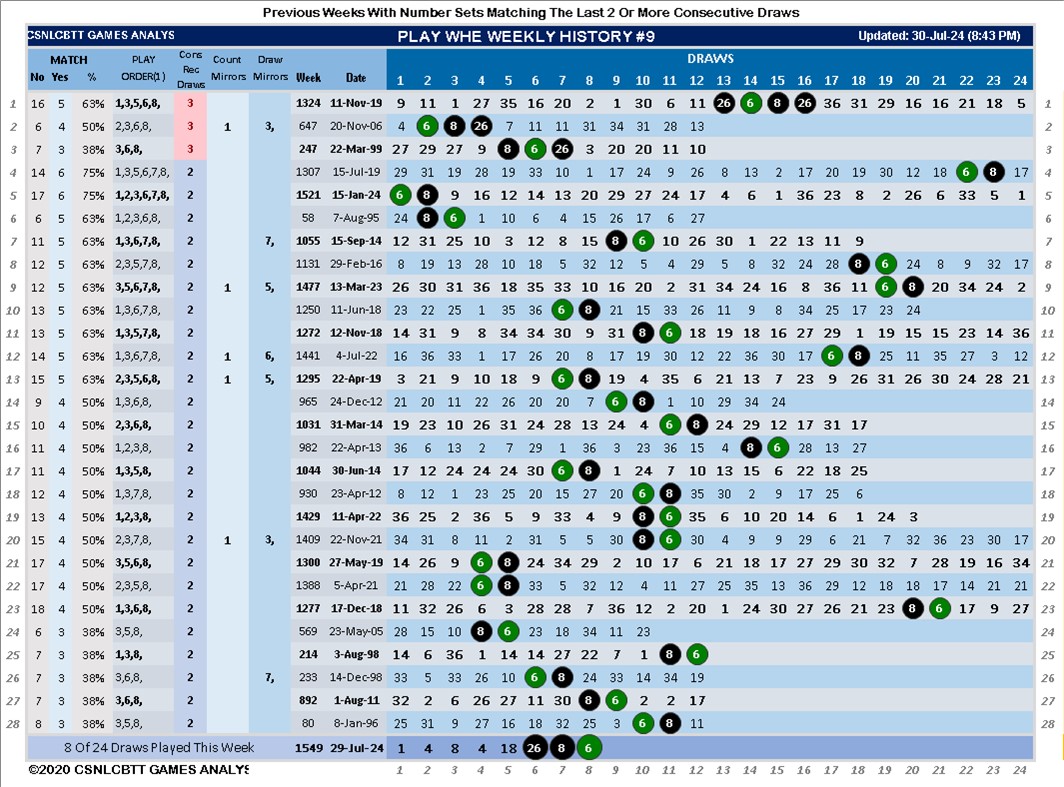 Previous Weeks With Number Sets Matching The Last 2 Or More Consecutive Draws
CSNLCBTT GAMES ANALYS PLAY WHE WEEKLY HISTORY #9 Updated: 30-Jul-24 (8:43 PM)
MATCH PLAY Cons Rec Draws Count Draw DRAWS
No Yes % ORDER(1) Mirrors Mirrors Week Date 1 2 3 4 5 6 7 8 9 10 11 12 13 14 15 16 17 18 19 20 21 22 23 24
1 16 5 63% 1,3,5,6,8, 3 1324 11-Nov-19 9 11 1 27 35 16 20 2 1 30 6 11 26 14 8 26 36 31 29 16 16 21 18 5 1
2 6 4 50% 2,3,6,8, 3 1 3, 647 20-Nov-06 4 6 8 26 7 11 11 31 34 31 28 13 2
3 7 3 38% 3,6,8, 3 247 22-Mar-99 27 29 27 9 8 6 26 3 20 20 11 10 3
4 14 6 75% 1,3,5,6,7,8, 2 1307 15-Jul-19 29 31 19 28 19 33 10 1 17 24 9 26 8 13 2 17 20 19 30 12 18 6 8 17 4
5 17 6 75% 1,2,3,6,7,8, 2 1521 15-Jan-24 6 8 9 16 12 14 13 20 29 27 24 17 4 6 1 36 23 8 2 26 6 33 5 1 5
6 6 5 63% 1,2,3,6,8, 2 58 7-Aug-95 24 8 6 1 10 6 4 15 26 17 6 27 6
7 11 5 63% 1,3,6,7,8, 2 7, 1055 15-Sep-14 12 31 25 10 3 12 8 15 8 6 10 26 30 1 22 13 11 9 7
8 12 5 63% 2,3,5,7,8, 2 1131 29-Feb-16 8 19 13 28 10 18 5 32 12 5 4 29 5 8 32 24 28 8 6 24 8 9 32 17 8
9 12 5 63% 3,5,6,7,8, 2 1 5, 1477 13-Mar-23 26 30 31 36 18 35 33 10 16 20 2 31 34 24 16 8 36 11 6 8 20 34 24 2 9
10 13 5 63% 1,3,6,7,8, 2 1250 11-Jun-18 23 22 25 1 35 36 6 8 21 15 33 26 11 9 8 34 25 17 23 24 10
11 13 5 63% 1,3,5,7,8, 2 1272 12-Nov-18 14 31 9 8 34 34 30 9 31 8 6 18 19 18 16 27 29 1 19 15 15 23 14 36 11
12 14 5 63% 1,3,6,7,8, 2 1 6, 1441 4-Jul-22 16 36 33 1 17 26 20 8 17 19 30 12 22 36 30 17 6 8 25 11 35 27 3 12 12
13 15 5 63% 2,3,5,6,8, 2 1 5, 1295 22-Apr-19 3 21 9 10 18 9 6 8 19 4 35 6 21 13 7 23 9 26 31 26 30 24 28 21 13
14 9 4 50% 1,3,6,8, 2 965 24-Dec-12 21 20 11 22 26 20 20 7 6 8 1 10 29 34 24 14
15 10 4 50% 2,3,6,8, 2 1031 31-Mar-14 19 23 10 26 31 24 28 13 24 4 6 8 24 29 12 17 31 17 15
16 11 4 50% 1,2,3,8, 2 982 22-Apr-13 36 6 13 2 7 29 1 36 3 23 36 15 4 8 6 28 13 27 16
17 11 4 50% 1,3,5,8, 2 1044 30-Jun-14 17 12 24 24 24 30 6 8 1 24 7 10 13 15 6 22 18 25 17
18 12 4 50% 1,3,7,8, 2 930 23-Apr-12 8 12 1 23 25 20 15 27 20 6 8 35 30 2 9 17 25 6 18
19 13 4 50% 1,2,3,8, 2 1429 11-Apr-22 36 25 2 36 5 9 33 4 9 8 6 35 6 10 20 14 6 1 24 3 19
20 15 4 50% 2,3,7,8, 2 1 3, 1409 22-Nov-21 34 31 8 11 2 31 5 5 30 8 6 30 4 9 9 29 6 21 7 32 36 23 30 17 20
21 17 4 50% 3,5,6,8, 2 1300 27-May-19 14 26 9 6 8 24 34 29 2 10 17 6 21 18 17 27 29 30 32 7 28 19 16 34 21
22 17 4 50% 2,3,5,8, 2 1388 5-Apr-21 21 28 22 6 8 33 5 32 12 4 11 27 25 35 13 36 29 12 18 18 17 14 21 21 22
23 18 4 50% 1,3,6,8, 2 1277 17-Dec-18 11 32 26 6 3 28 28 7 36 12 2 20 1 24 30 27 26 21 23 8 6 17 9 27 23
24 6 3 38% 3,5,8, 2 569 23-May-05 28 15 10 8 6 23 18 34 11 23 24
25 7 3 38% 1,3,8, 2 214 3-Aug-98 14 6 36 1 14 14 27 22 7 1 8 6 25
26 7 3 38% 3,6,8, 2 7, 233 14-Dec-98 33 5 33 26 10 6 8 24 33 14 34 19 26
27 7 3 38% 3,6,8, 2 892 1-Aug-11 32 2 6 26 27 11 30 8 6 2 2 17 27
28 8 3 38% 3,5,8, 2 80 8-Jan-96 25 31 9 27 16 18 32 25 3 6 8 11 28
8 Of 24 Draws Played This Week 1549 29-Jul-24 1 4 8 4 18 26 8 6
©2020 CSNLCBTT GAMES ANALYS 1 2 3 4 5 6 7 8 9 10 11 12 13 14 15 16 17 18 19 20 21 22 23 24